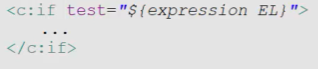 <c:if test="${expression EL}">
...
</c:if>